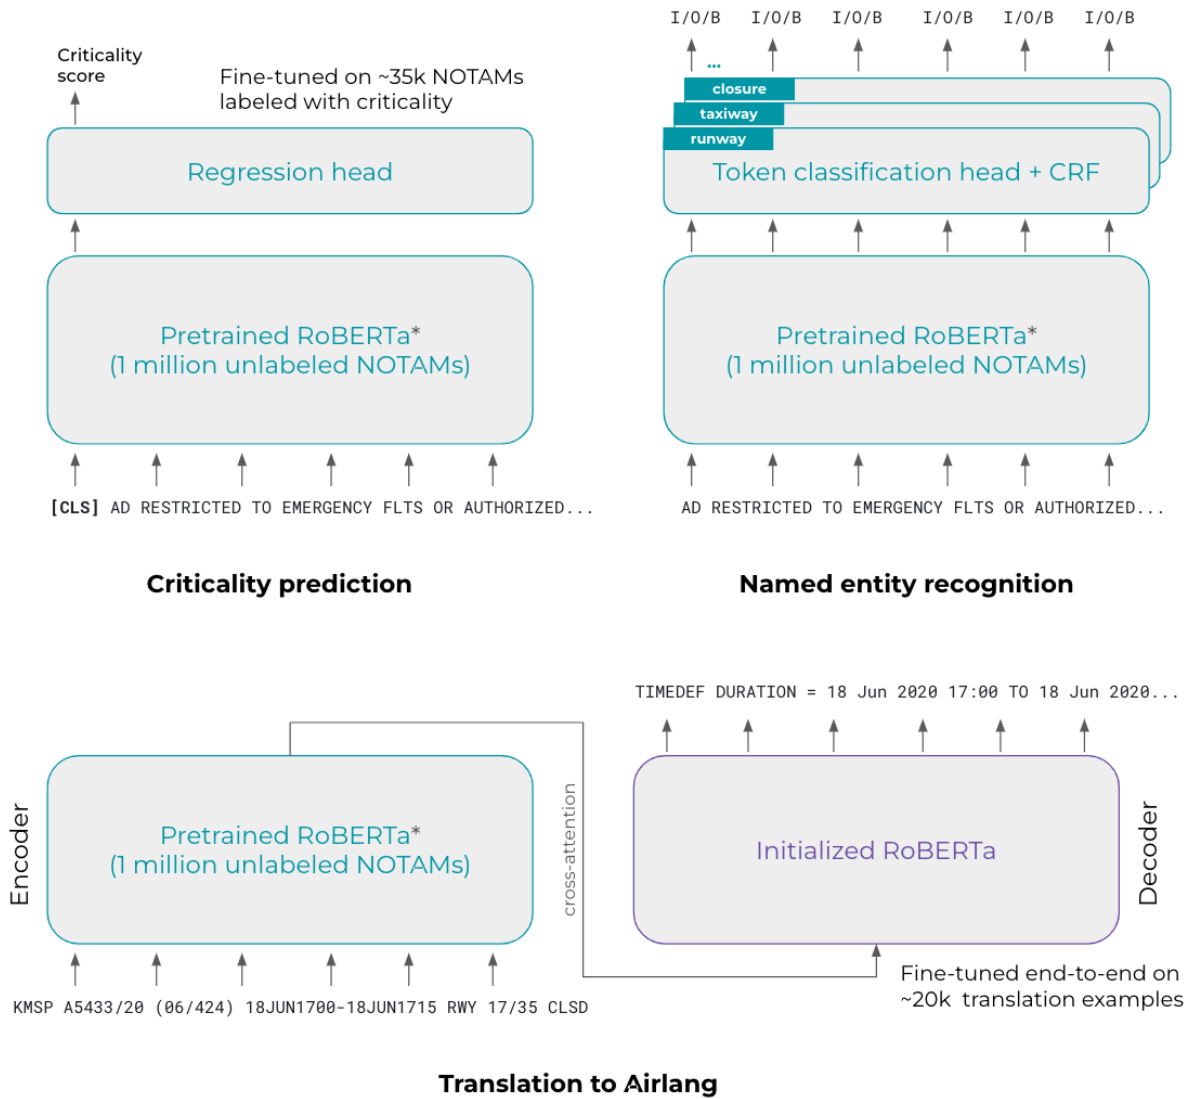 Criticality
score
Fine-tuned on ~35k NOTAMs
labeled with criticality
Regression head
Pretrained RoBERTa*
(1 million unlabeled NOTAMs)
[CLS] AD RESTRICTED TO EMERGENCY FLTS OR AUTHORIZED...
Criticality prediction
I/O/B I/O/B I/O/B I/O/B I/O/B I/O/B
...
closure
taxiway
runway
Token classification head + CRF
Pretrained RoBERTa*
(1 million unlabeled NOTAMs)
AD RESTRICTED TO EMERGENCY FLTS OR AUTHORIZED...
Named entity recognition
Encoder
Pretrained RoBERTa*
(1 million unlabeled NOTAMs)
KMSP A5433/20 (06/424) 18JUN1700-18JUN1715 RWY 17/35 CLSD
cross-attention
TIMEDEF DURATION = 18 Jun 2020 17:00 TO 18 Jun 2020...
Initialized RoBERTa
Decoder
Fine-tuned end-to-end on
~20k translation examples
Translation to Airlang